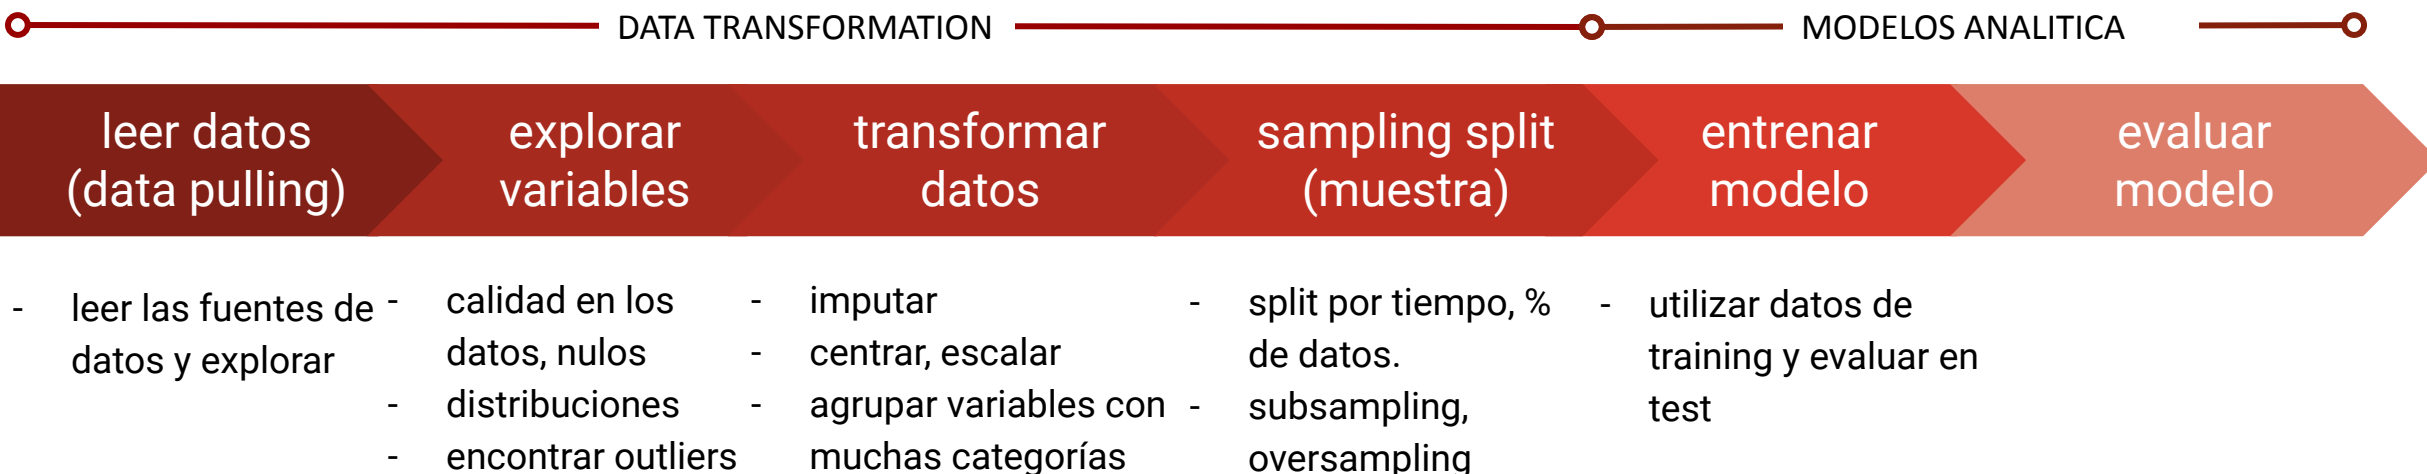 DATA TRANSFORMATION
MODELOS ANALITICA
leer datos
(data pulling)
explorar
variables
transformar
datos
sampling split
(muestra)
entrenar
modelo
evaluar
modelo
- leer las fuentes de
datos y explorar
- calidad en los
datos, nulos
- distribuciones
- encontrar outliers
- imputar
- centrar, escalar
- agrupar variables con
muchas categorías
- split por tiempo, %
de datos.
- subsampling,
oversampling
- utilizar datos de
training y evaluar en
test